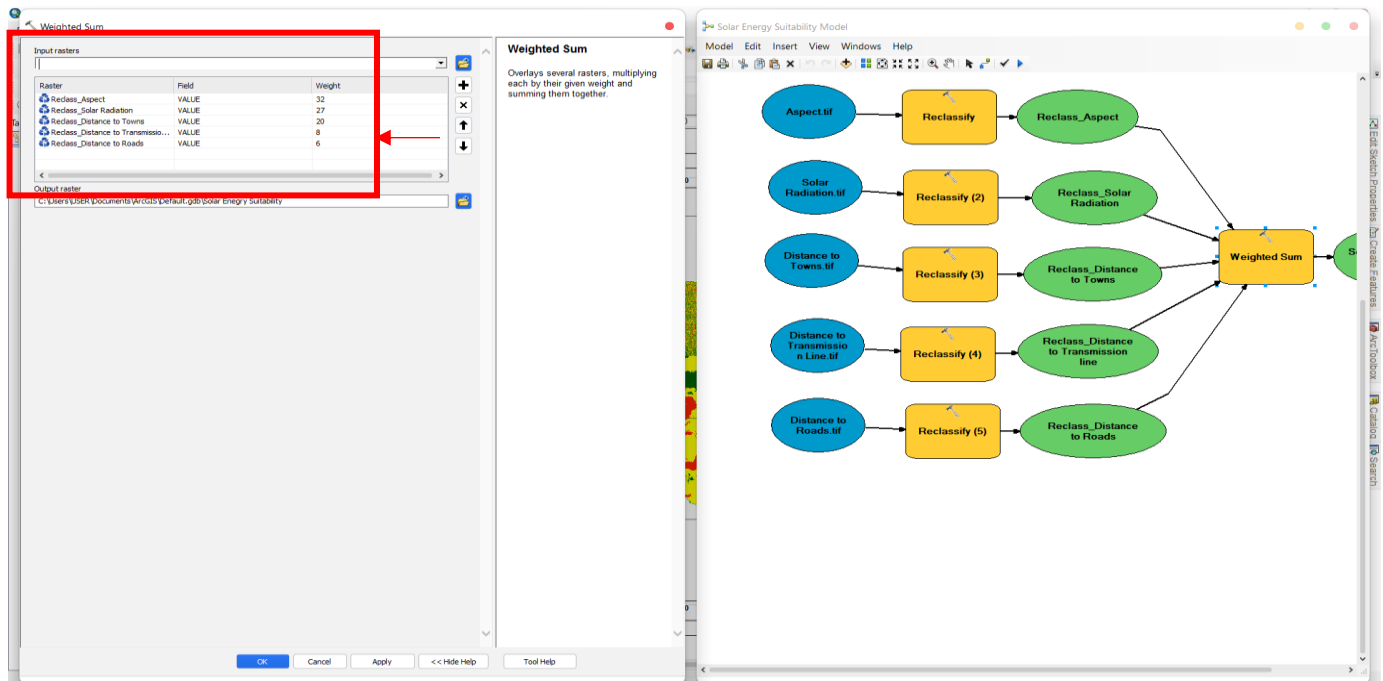 Weighted Sum
Input rasters
Raster Field Weight
Reclass_Aspect VALUE 32
Reclass_Solar Radiation VALUE 27
Reclass_Distance to Towns VALUE 20
Reclass_Distance to Transmissio... VALUE 8
Reclass_Distance to Roads VALUE 6
Output raster
C:\Users\USER\Documents\ArcGIS\Default.gdb\Solar Enegry Suitability
OK Cancel Apply << Hide Help Tool Help
Weighted Sum
Overlays several rasters, multiplying
each by their given weight and
summing them together.
Solar Energy Suitability Model
Model Edit Insert View Windows Help
Aspect.tif
Reclassify
Reclass_Aspect
Solar
Radiation.tif
Reclassify (2)
Reclass_Solar
Radiation
Distance to
Towns.tif
Reclassify (3)
Reclass_Distance
to Towns
Distance to
Transmissio
n Line.tif
Reclassify (4)
Reclass_Distance
to Transmission
line
Distance to
Roads.tif
Reclassify (5)
Reclass_Distance
to Roads
Weighted Sum
Edit Sketch Properties
Create Features
ArcToolbox
Catalog
Search